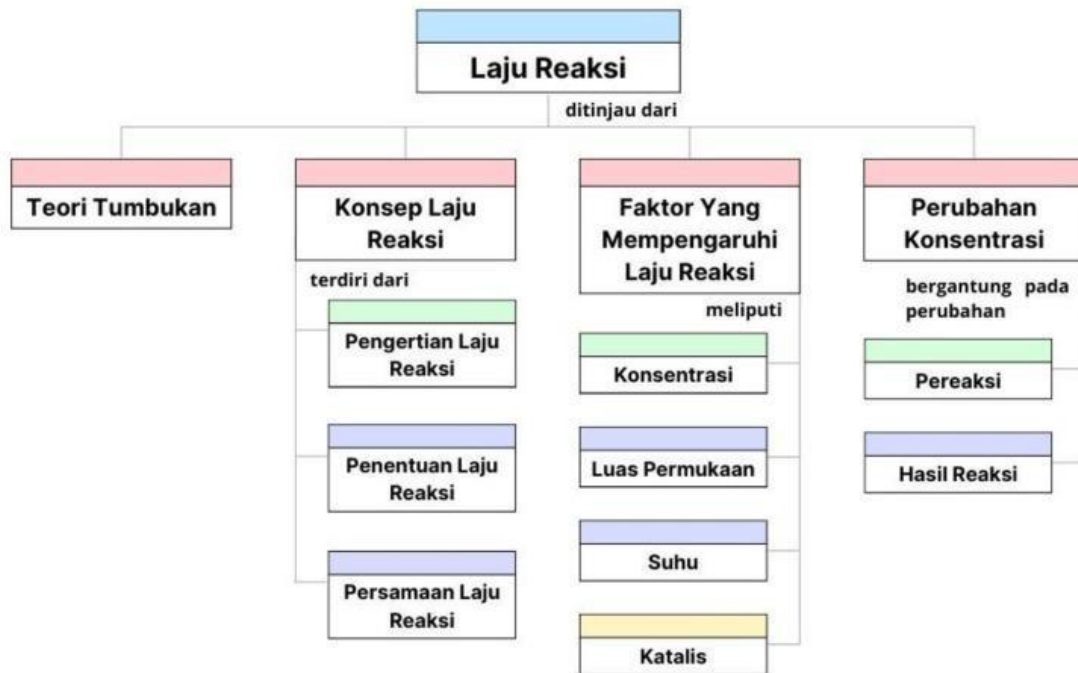 Laju Reaksi
ditinjau dari
Teori Tumbukan
Konsep Laju
Reaksi
terdiri dari
Pengertian Laju
Reaksi
Penentuan Laju
Reaksi
Persamaan Laju
Reaksi
Faktor Yang
Mempengaruhi
Laju Reaksi
meliputi
Konsentrasi
Luas Permukaan
Suhu
Katalis
Perubahan
Konsentrasi
bergantung pada
perubahan
Pereaksi
Hasil Reaksi